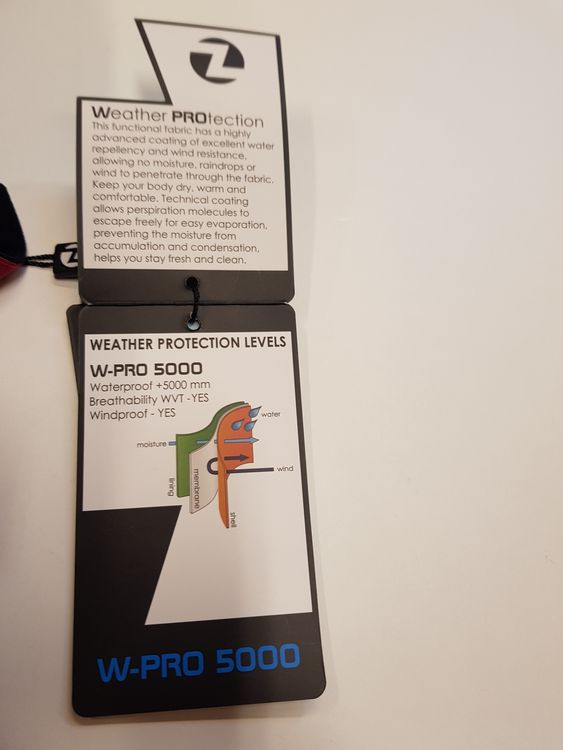 Z
Weather PROtection
This functional fabric has a highly
advanced coating of excellent water
repellency and wind resistance,
allowing no moisture, raindrops or
wind to penetrate through the fabric.
Keep your body dry, warm and
comfortable. Technical coating
allows perspiration molecules to
escape freely for easy evaporation,
preventing the moisture from
accumulation and condensation,
helps you stay fresh and clean.
Z
WEATHER PROTECTION LEVELS
W-PRO 5000
Waterproof +5000 mm
Breathability WVT -YES
Windproof - YES
water
moisture
wind
lining
membrane
shell
W-PRO 5000